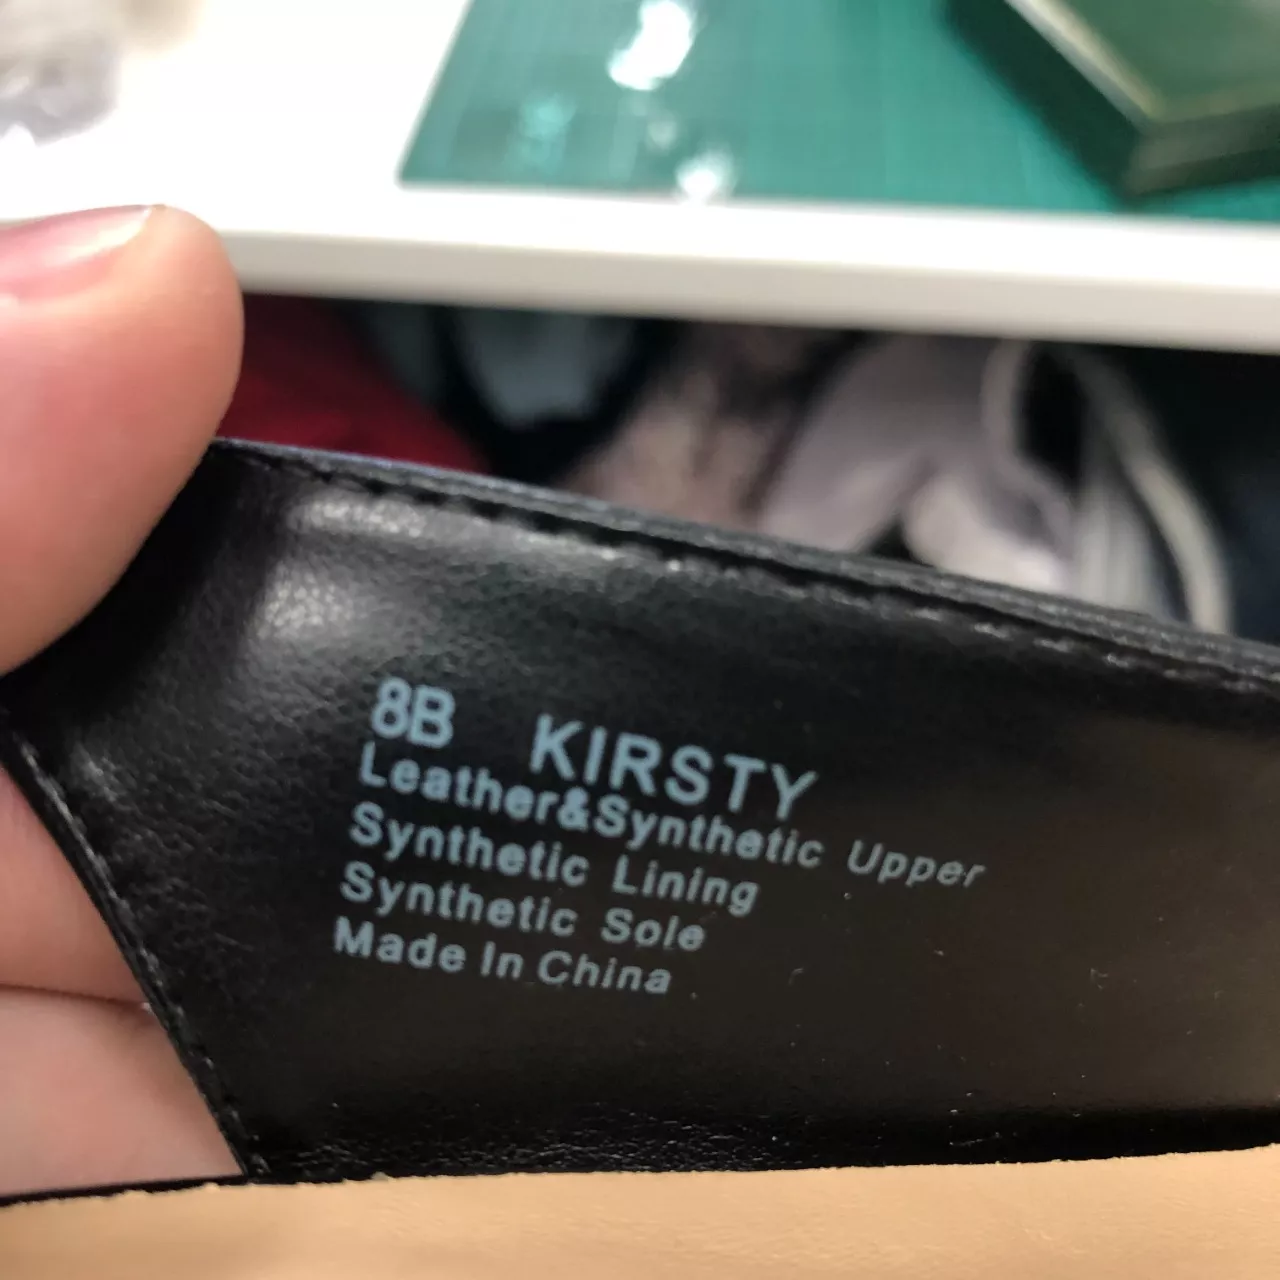 8B KIRSTY
Leather&Synthetic Upper
Synthetic Lining
Synthetic Sole
Made In China